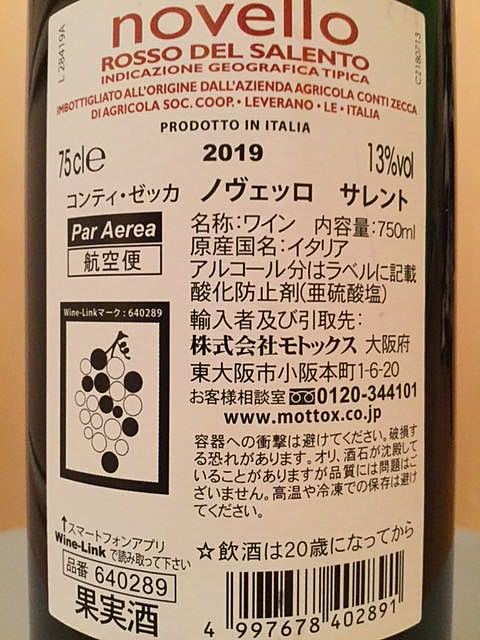 novello
ROSSO DEL SALENTO
INDICAZIONE GEOGRAFICA TIPICA
IMBOTTIGLIATO ALL'ORIGINE DALL'AZIENDA AGRICOLA CONTI ZECCA
DI AGRICOLA SOC. COOP. • LEVERANO • LE • ITALIA
PRODOTTO IN ITALIA
L 28419A
C2180713
75cle 2019 13%vol
コンティ・ゼッカ ノヴェッロ サレント
Par Aerea
航空便
名称:ワイン 内容量:750ml
原産国名:イタリア
アルコール分はラベルに記載
酸化防止剤(亜硫酸塩)
輸入者及び引取先:
株式会社モトックス 大阪府
東大阪市小阪本町1-6-20
お客様相談室 0120-344101
www.mottox.co.jp
容器への衝撃は避けてください。破損す
る恐れがあります。オリ、酒石が沈殿して
いることがありますが品質には問題はご
ざいません。高温や冷凍での保存は避け
てください。
Wine-Linkマーク:640289
↑スマートフォンアプリ
Wine-Link で読み取って下さい
品番 640289
果実酒
☆飲酒は20歳になってから
4 997678 402891